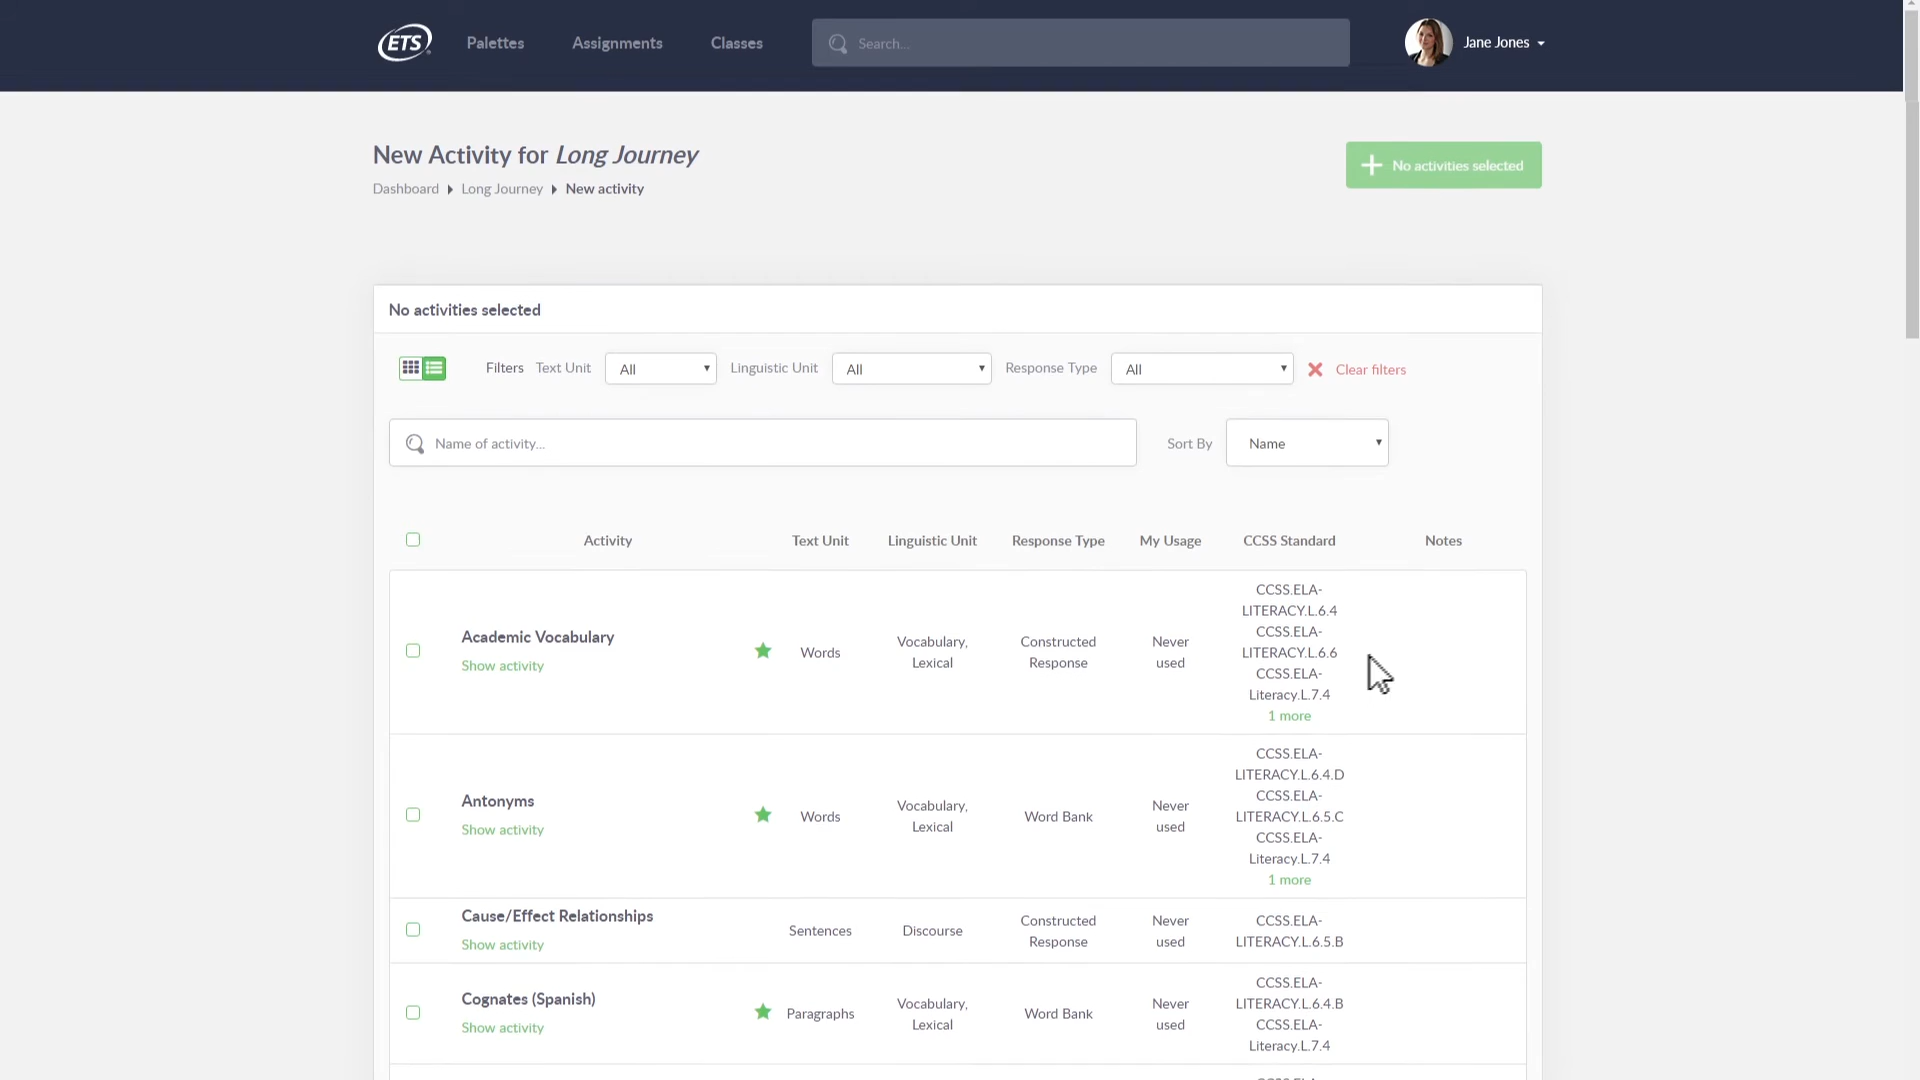 ETS
Palettes
Assignments
Classes
Search...
Jane Jones
New Activity for Long Journey
Dashboard
Long Journey
New activity
No activities selected
No activities selected
Filters
Text Unit
All
Linguistic Unit
All
Response Type
All
Clear filters
Name of activity...
Sort By
Name
Activity
Text Unit
Linguistic Unit
Response Type
My Usage
CCSS Standard
Notes
Academic Vocabulary
Show activity
Words
Vocabulary,
Lexical
Constructed
Response
Never
used
CCSS.ELA-
LITERACY.L.6.4
CCSS.ELA-
LITERACY.L.6.6
CCSS.ELA-
Literacy.L.7.4
1 more
Antonyms
Show activity
Words
Vocabulary,
Lexical
Word Bank
Never
used
CCSS.ELA-
LITERACY.L.6.4.D
CCSS.ELA-
LITERACY.L.6.5.C
CCSS.ELA-
Literacy.L.7.4
1 more
Cause/Effect Relationships
Show activity
Sentences
Discourse
Constructed
Response
Never
used
CCSS.ELA-
LITERACY.L.6.5.B
Cognates (Spanish)
Show activity
Paragraphs
Vocabulary,
Lexical
Word Bank
Never
used
CCSS.ELA-
LITERACY.L.6.4.B
CCSS.ELA-
Literacy.L.7.4